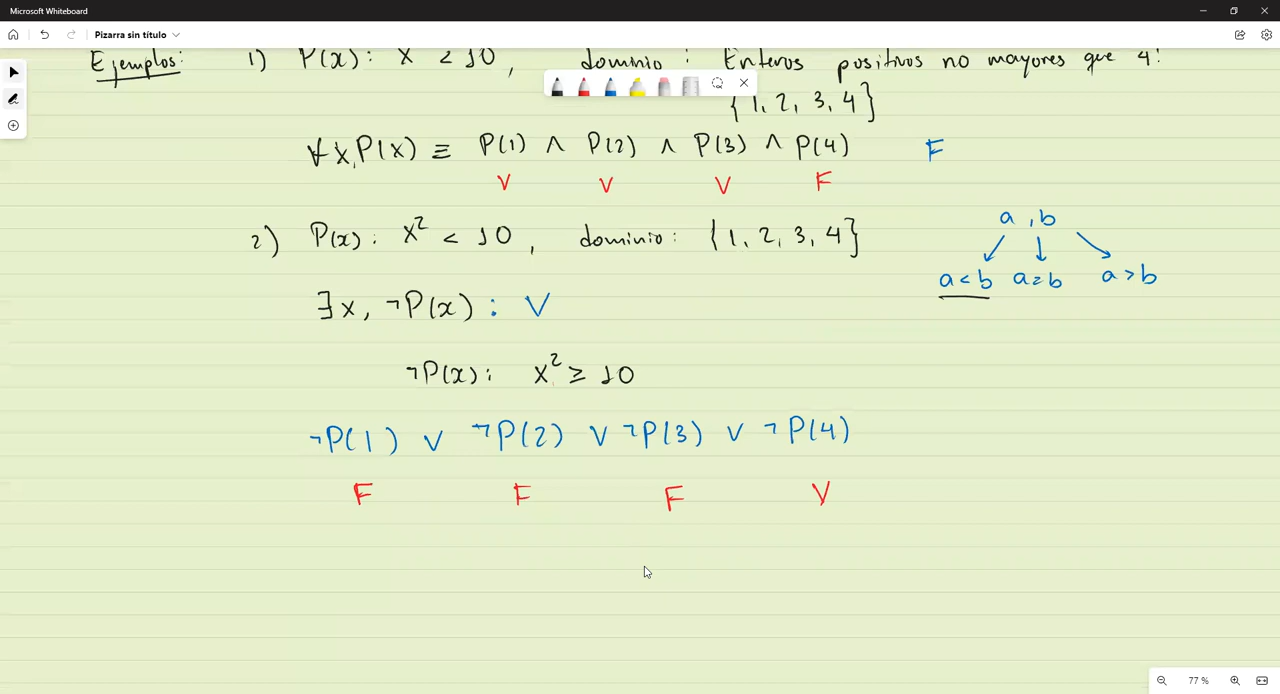 Microsoft Whiteboard
Pizarra sin título
Ejemplos: 1) P(x): x < 10, dominio: Enteros positivos no mayores que 4!
{1, 2, 3, 4}
∀x, P(x) ≡ P(1) ∧ P(2) ∧ P(3) ∧ P(4) F
V V V F
2) P(x): x² < 10, dominio: {1, 2, 3, 4}
a, b
a < b a = b a > b
∃x, ¬P(x): V
¬P(x): x² ≥ 10
¬P(1) ∨ ¬P(2) ∨ ¬P(3) ∨ ¬P(4)
F F F V
77 %